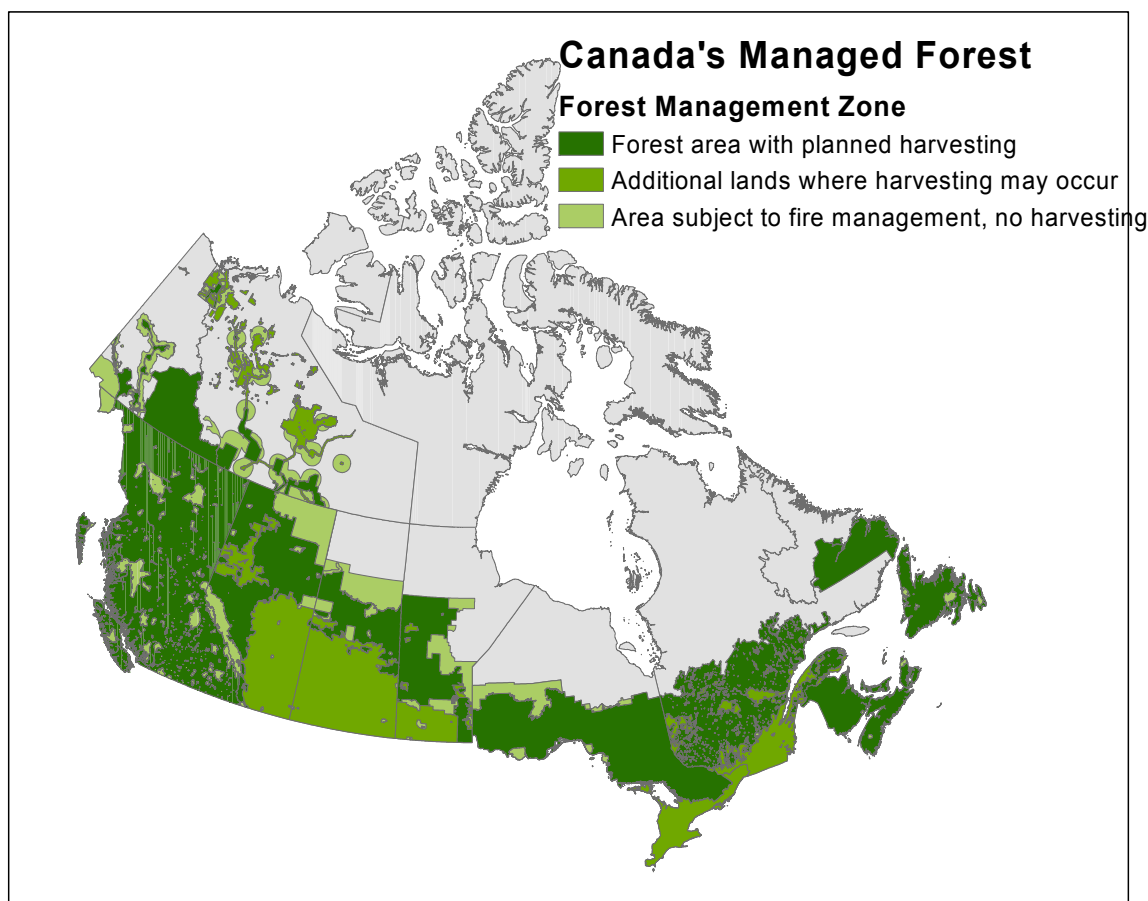 Canada's Managed Forest
Forest Management Zone
Forest area with planned harvesting
Additional lands where harvesting may occur
Area subject to fire management, no harvesting